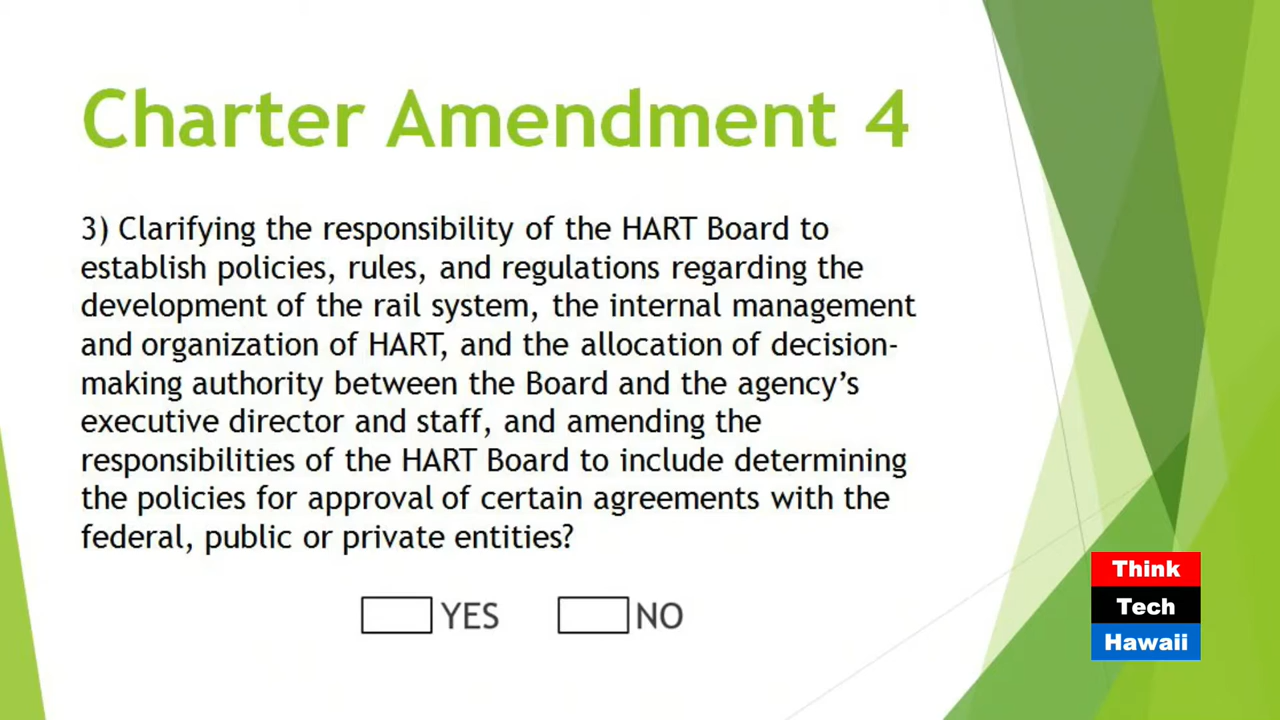 Charter Amendment 4
3) Clarifying the responsibility of the HART Board to
establish policies, rules, and regulations regarding the
development of the rail system, the internal management
and organization of HART, and the allocation of decision-
making authority between the Board and the agency’s
executive director and staff, and amending the
responsibilities of the HART Board to include determining
the policies for approval of certain agreements with the
federal, public or private entities?
YES NO
Think
Tech
Hawaii